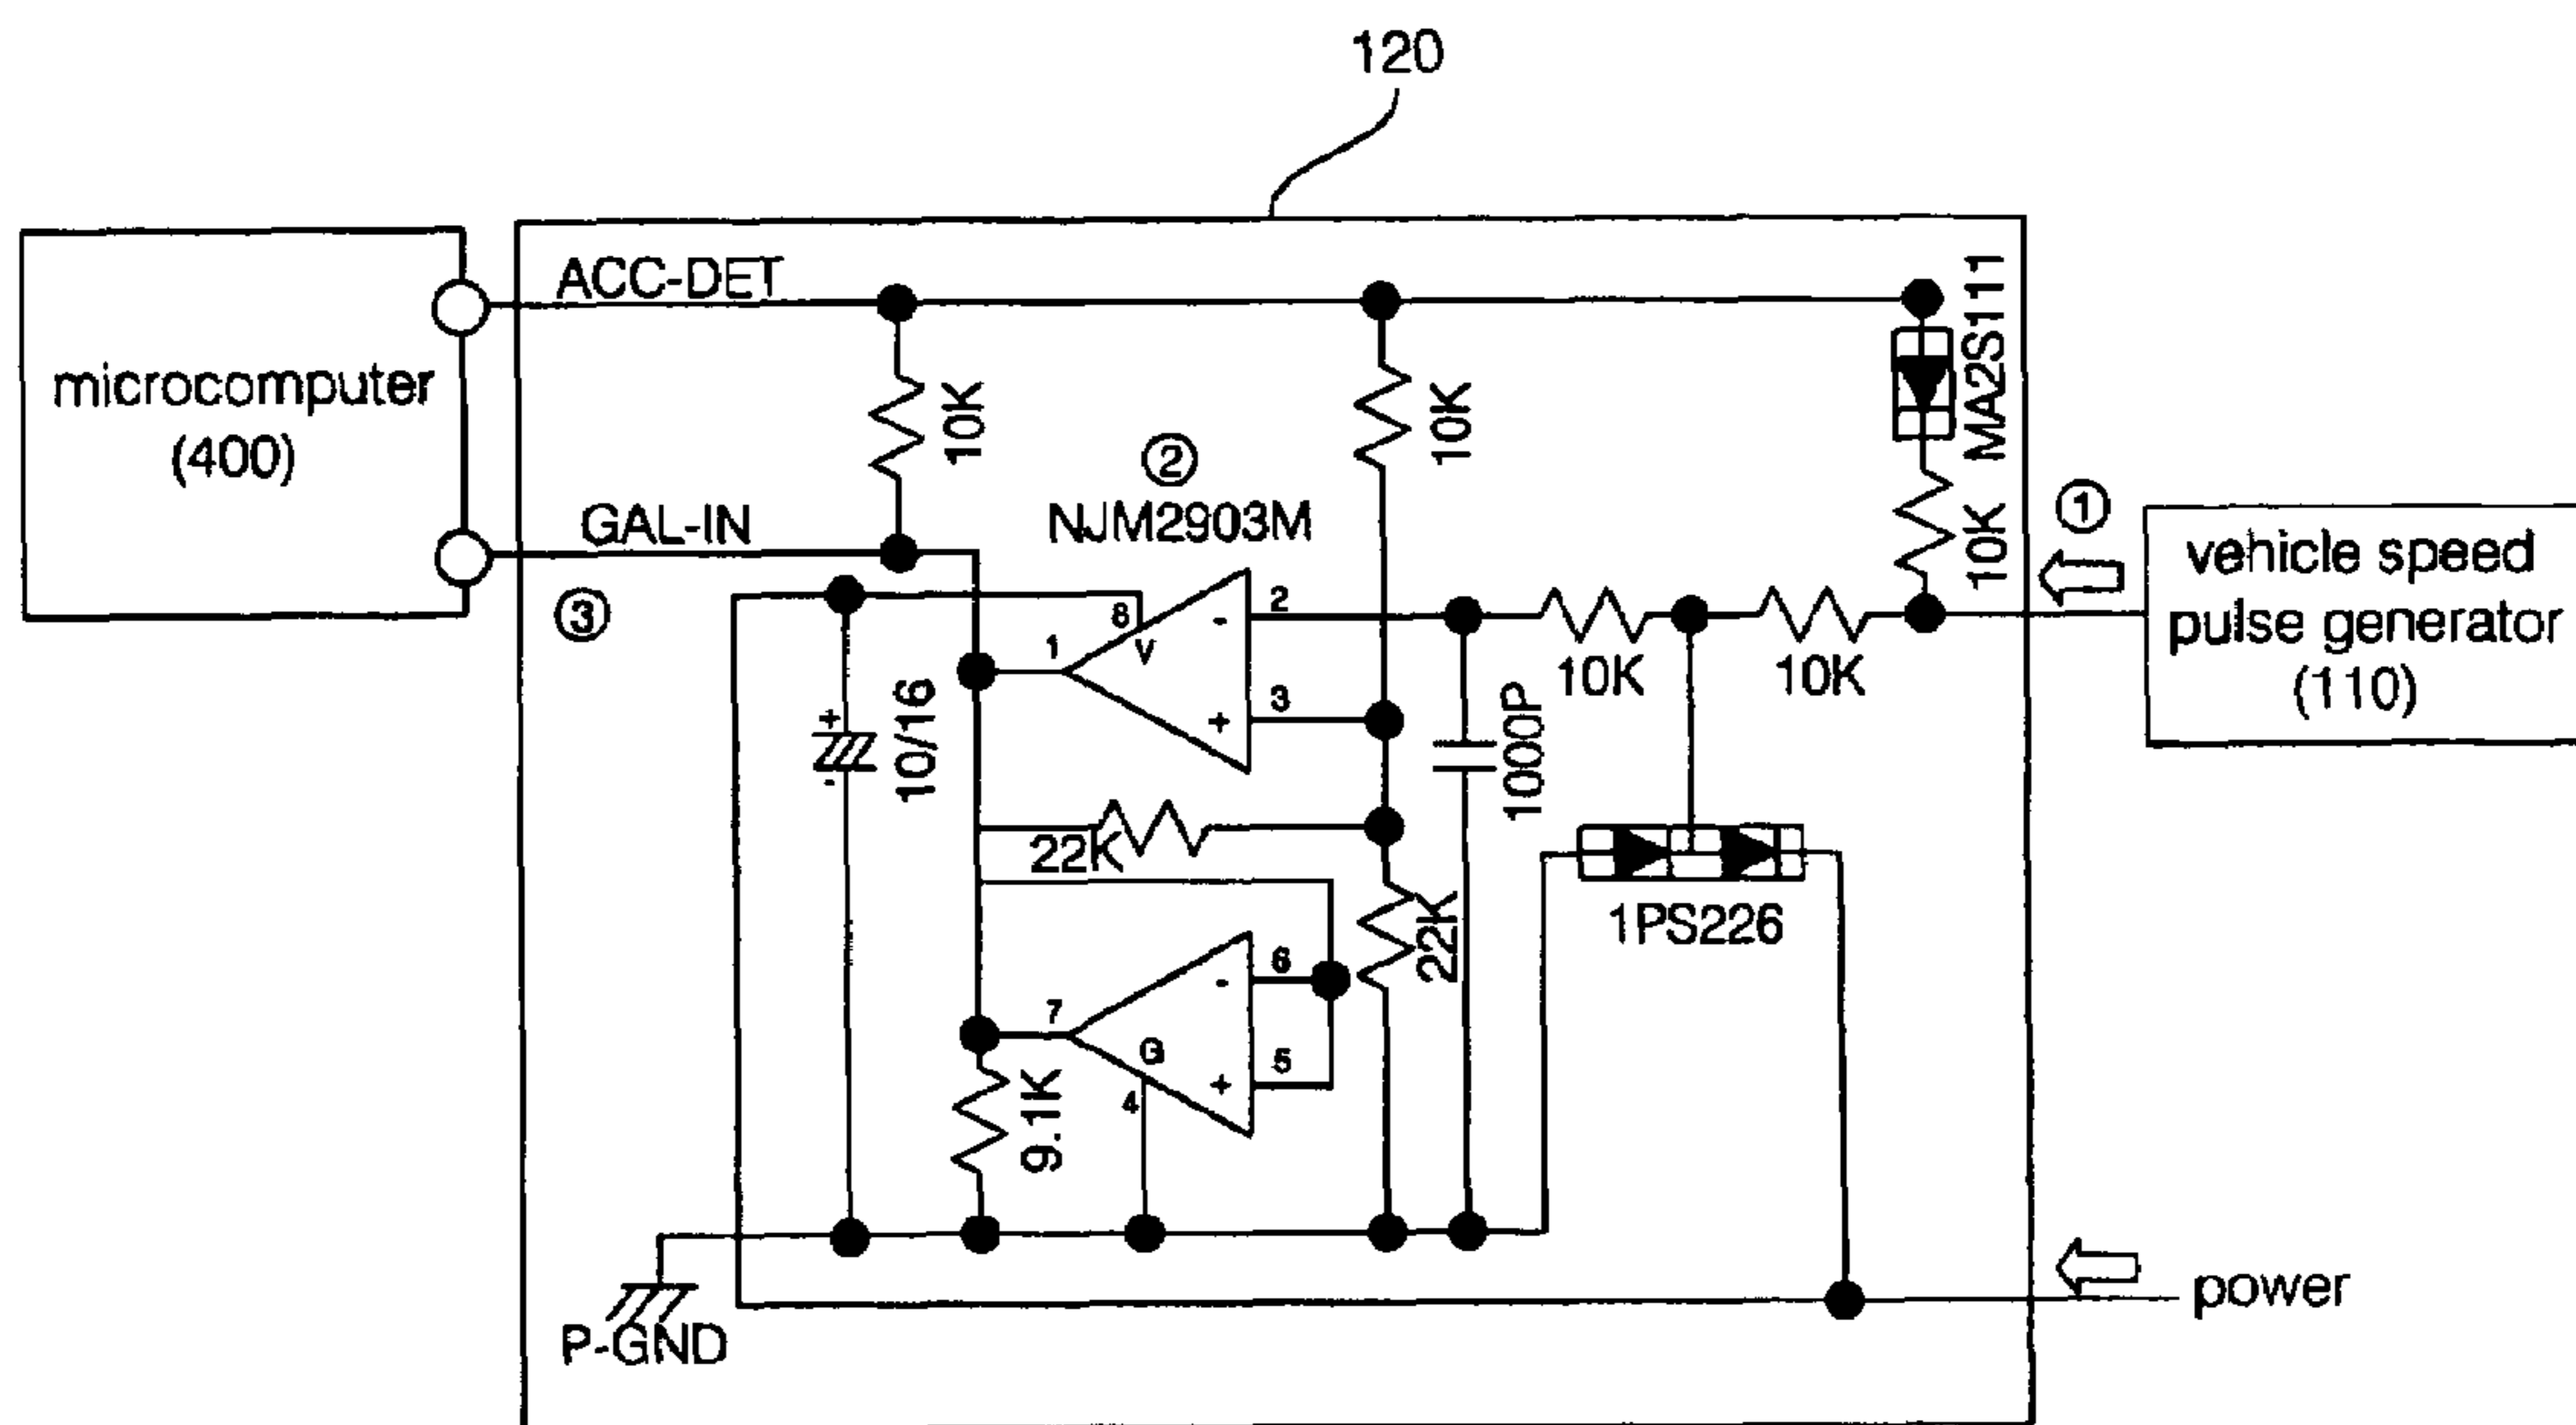 120
ACC-DET
MA2S111
microcomputer
(400)
10K
10K
②
NJM2903M
10K
①
GAL-IN
vehicle speed
pulse generator
(110)
③
8
V
1
2
-
3
+
10K
10K
+
-
10/16
1000P
22K
1PS226
22K
6
-
7
G
5
+
4
9.1K
power
P-GND